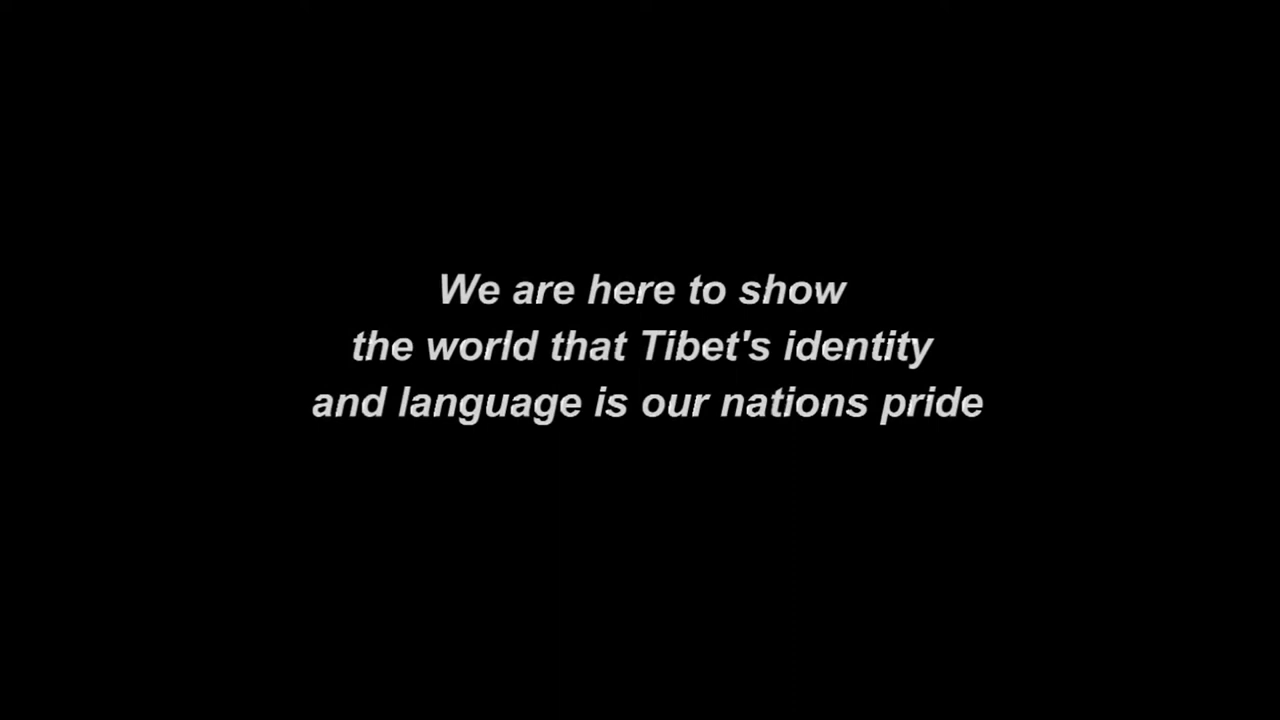 We are here to show
the world that Tibet's identity
and language is our nations pride